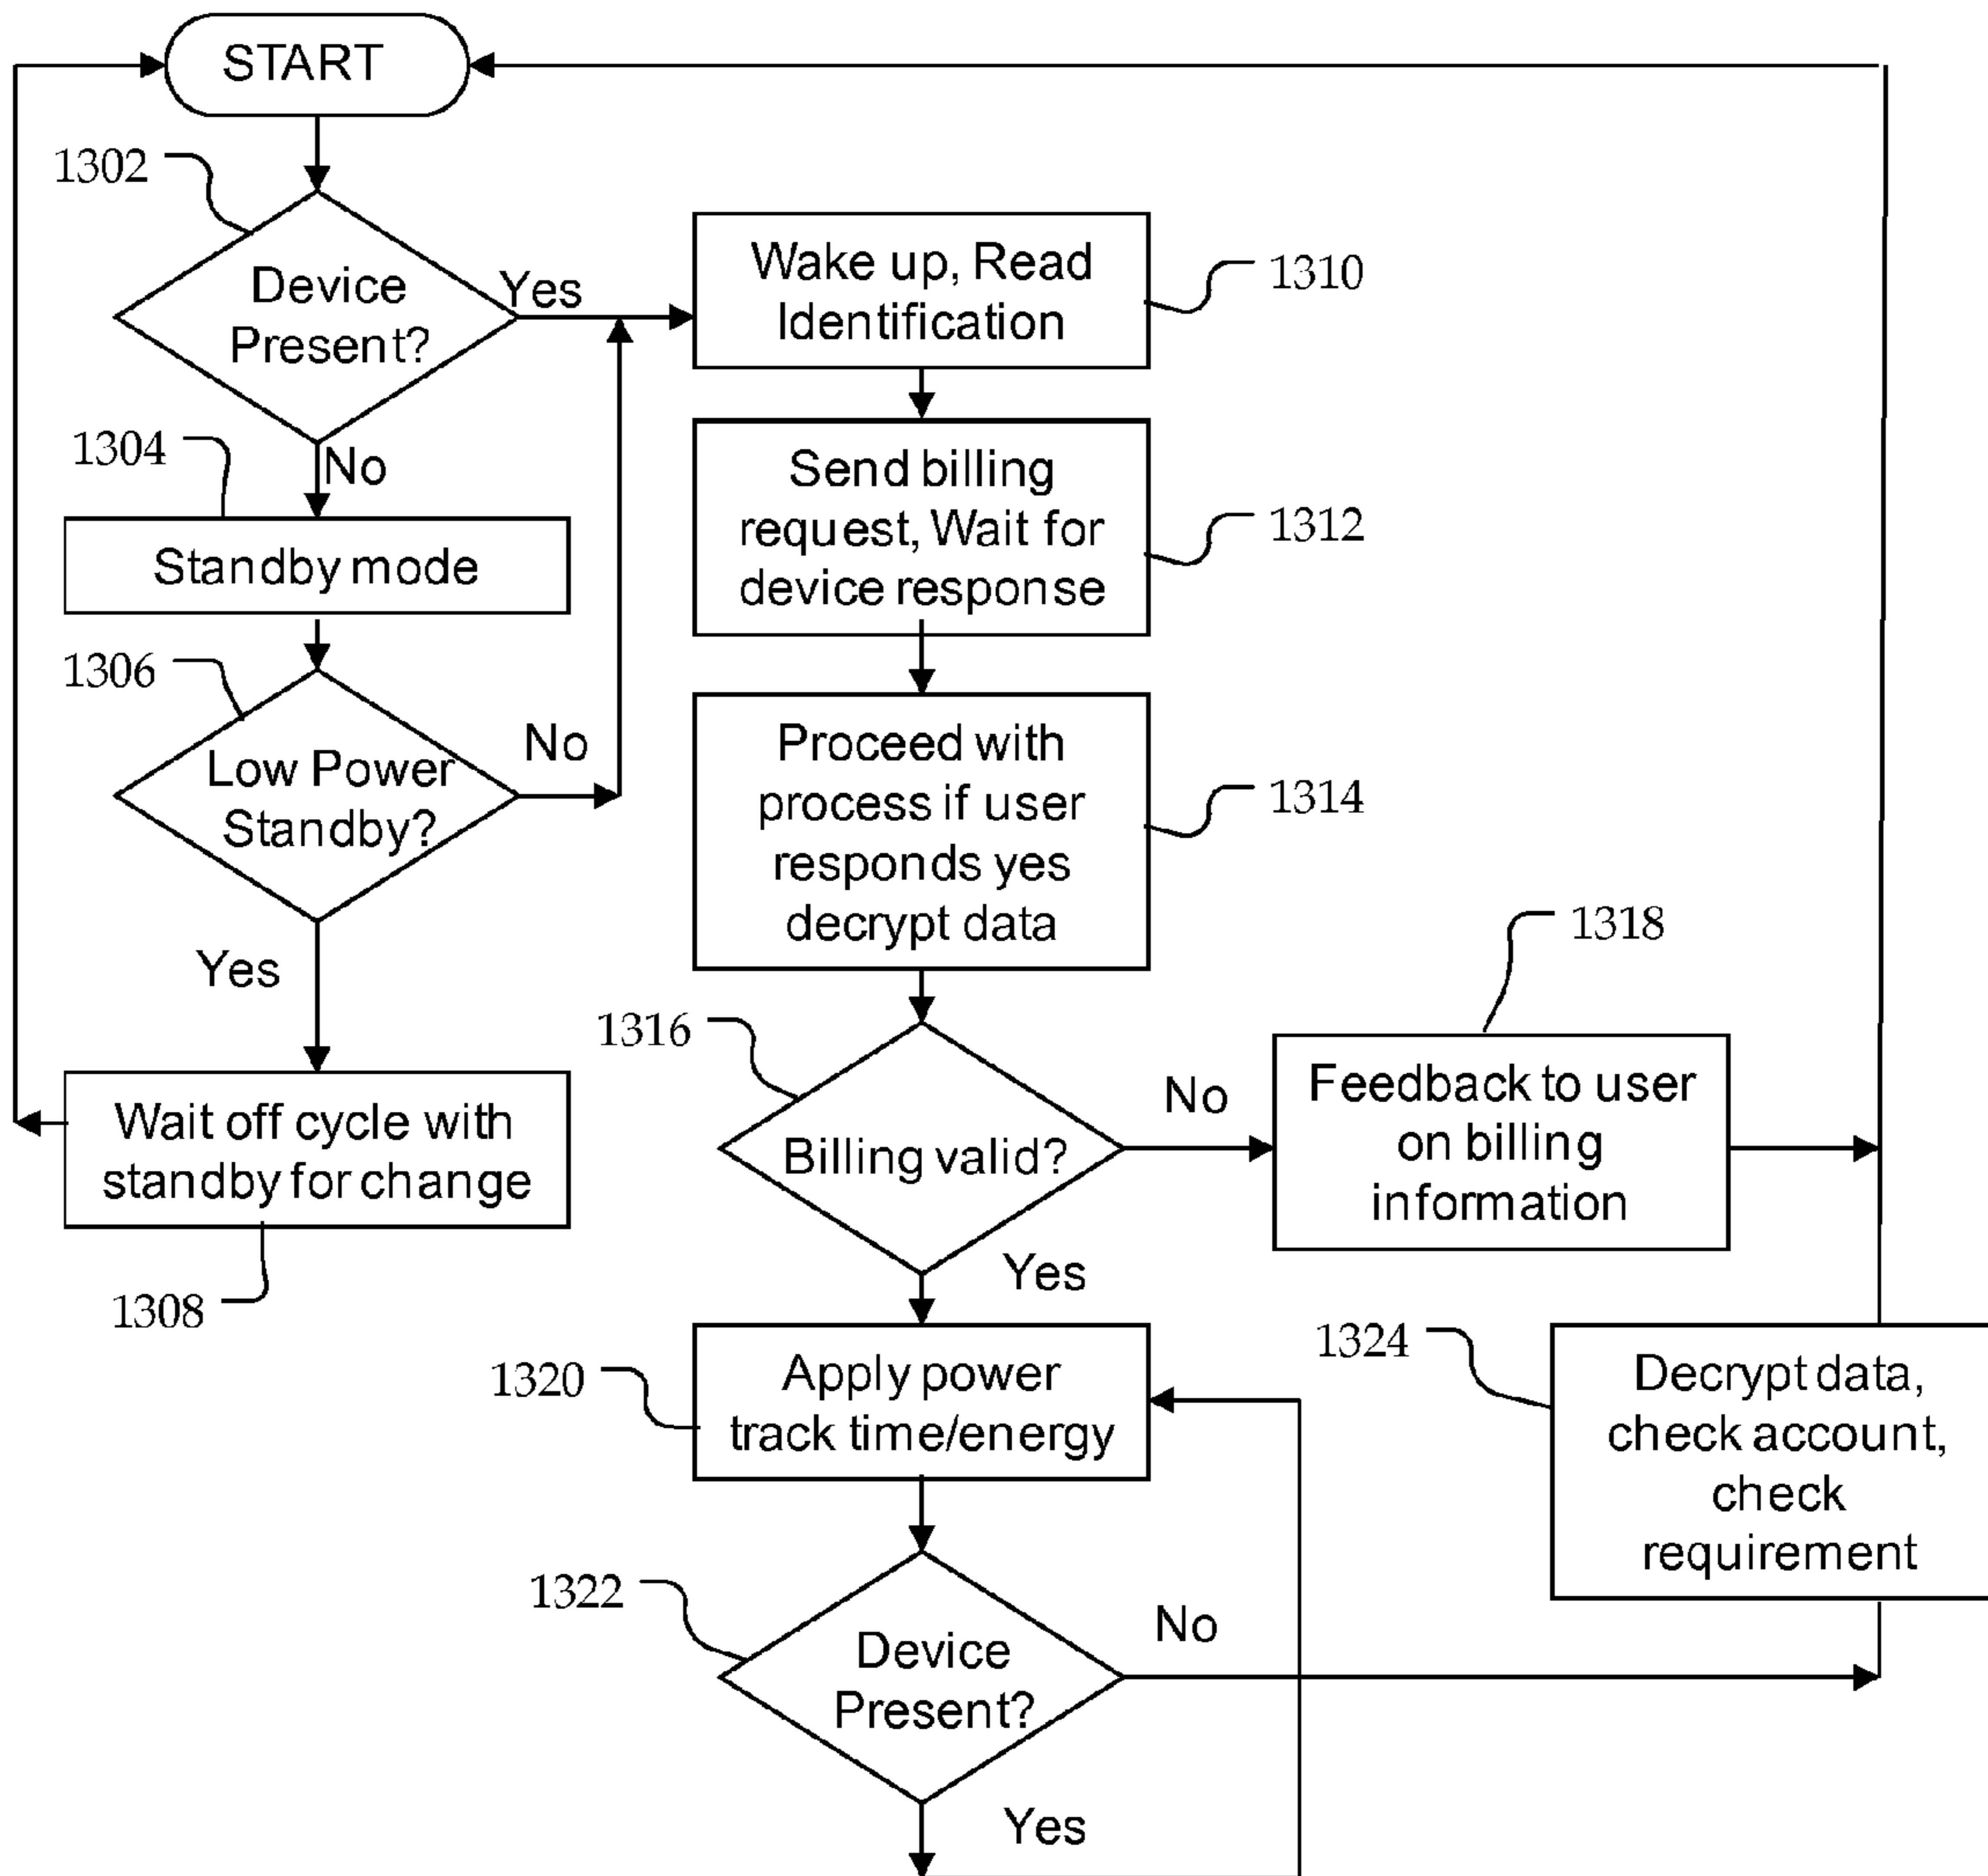 START
1302
Device
Present?
Yes
No
1304
Standby mode
1306
Low Power
Standby?
No
Yes
Wait off cycle with
standby for change
1308
Wake up, Read
Identification
1310
Send billing
request, Wait for
device response
1312
Proceed with
process if user
responds yes
decrypt data
1314
1316
Billing valid?
No
Yes
1318
Feedback to user
on billing
information
1320
Apply power
track time/energy
1322
Device
Present?
No
Yes
1324
Decrypt data,
check account,
check
requirement